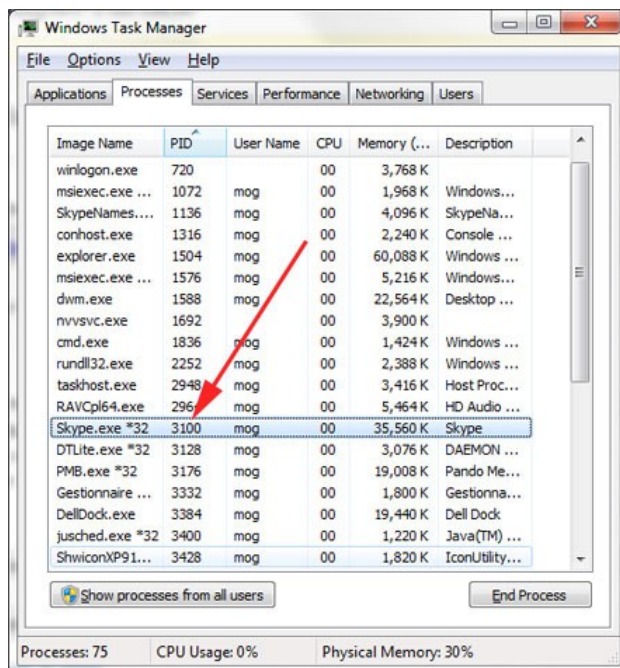 Windows Task Manager
File Options View Help
Applications Processes Services Performance Networking Users
Image Name PID User Name CPU Memory (... Description
winlogon.exe 720 00 3,768 K
msiexec.exe ... 1072 mog 00 1,968 K Windows...
SkypeNames.... 1136 mog 00 4,096 K SkypeNa...
conhost.exe 1316 mog 00 2,240 K Console ...
explorer.exe 1504 mog 00 60,088 K Windows ...
msiexec.exe ... 1576 mog 00 5,216 K Windows...
dwm.exe 1588 mog 00 22,564 K Desktop ...
nvvsvc.exe 1692 00 3,900 K
cmd.exe 1836 mog 00 1,424 K Windows ...
rundll32.exe 2252 mog 00 2,388 K Windows ...
taskhost.exe 2948 mog 00 3,416 K Host Proc...
RAVCpl64.exe mog 00 5,464 K HD Audio ...
Skype.exe *32 3100 mog 00 35,560 K Skype
DTLite.exe *32 3128 mog 00 3,076 K DAEMON ...
PMB.exe *32 3176 mog 00 19,008 K Pando Me...
Gestionnaire ... 3332 mog 00 1,800 K Gestionna...
DellDock.exe 3384 mog 00 19,440 K Dell Dock
jusched.exe *32 3400 mog 00 1,220 K Java(TM) ...
ShwiconXP91... 3428 mog 00 1,820 K IconUtility...
Show processes from all users End Process
Processes: 75 CPU Usage: 0% Physical Memory: 30%